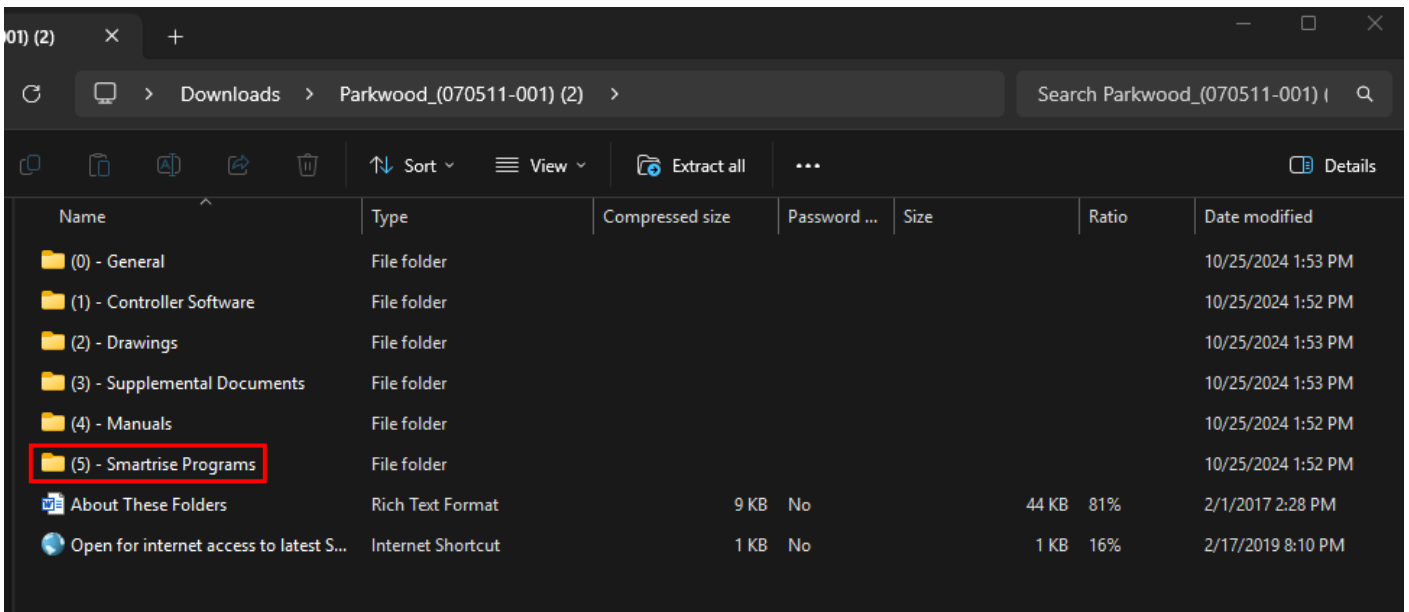 01) (2)
Downloads > Parkwood_(070511-001) (2) >
Search Parkwood_(070511-001) (
Sort View Extract all ... Details
Name Type Compressed size Password ... Size Ratio Date modified
(0) - General File folder 10/25/2024 1:53 PM
(1) - Controller Software File folder 10/25/2024 1:52 PM
(2) - Drawings File folder 10/25/2024 1:53 PM
(3) - Supplemental Documents File folder 10/25/2024 1:53 PM
(4) - Manuals File folder 10/25/2024 1:52 PM
(5) - Smartrise Programs File folder 10/25/2024 1:52 PM
About These Folders Rich Text Format 9 KB No 44 KB 81% 2/1/2017 2:28 PM
Open for internet access to latest S... Internet Shortcut 1 KB No 1 KB 16% 2/17/2019 8:10 PM